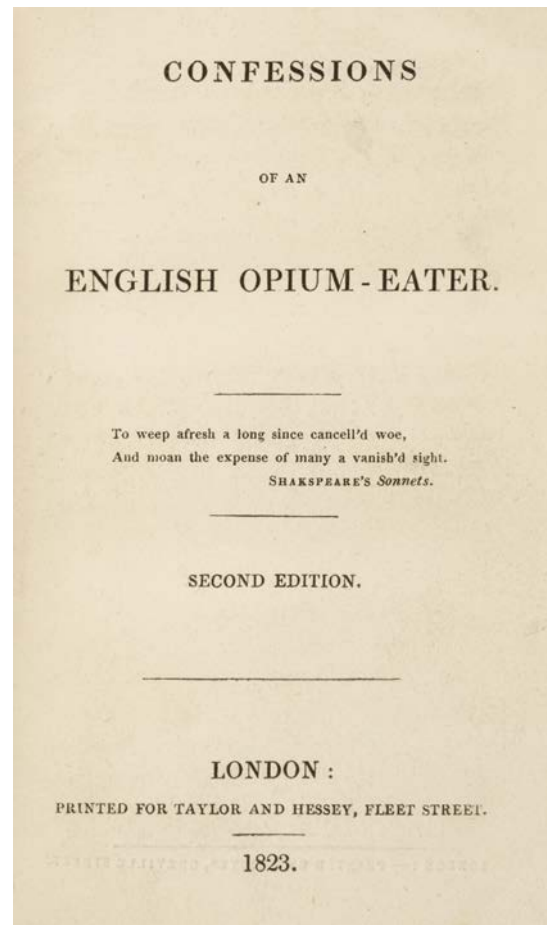 CONFESSIONS
OF AN
ENGLISH OPIUM-EATER.
To weep afresh a long since cancell'd woe,
And moan the expense of many a vanish'd sight.
SHAKSPEARE'S Sonnets.
SECOND EDITION.
LONDON:
PRINTED FOR TAYLOR AND HESSEY, FLEET STREET.
1823.